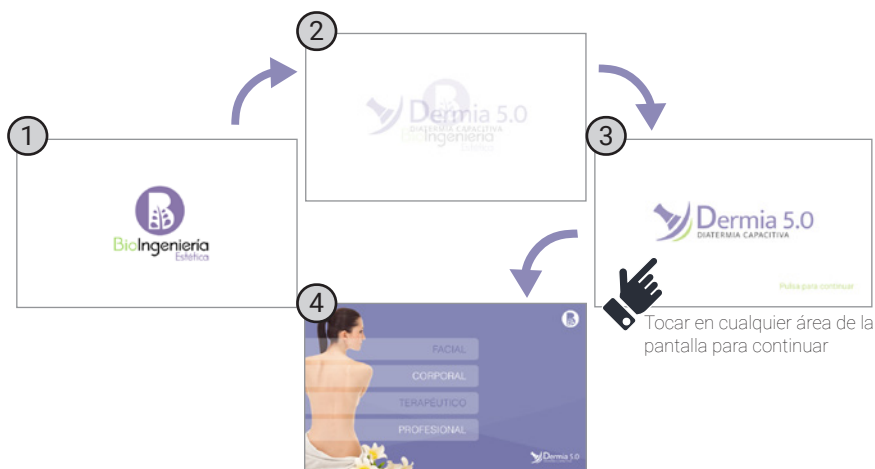 1
BioIngeniería
Estética
2
Dermia 5.0
DIATERMIA CAPACITIVA
BioIngeniería
Estética
3
Dermia 5.0
DIATERMIA CAPACITIVA
Pulsa para continuar
Tocar en cualquier área de la
pantalla para continuar
4
FACIAL
CORPORAL
TERAPEUTICO
PROFESIONAL
Dermia 5.0